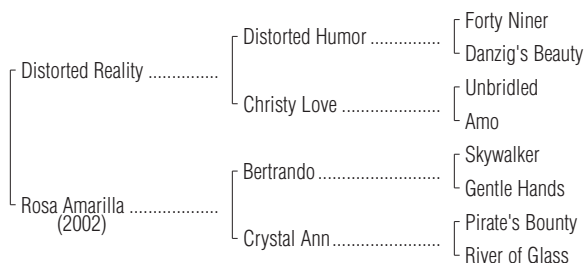 Forty Niner
Distorted Humor ....................
Danzig's Beauty
Distorted Reality ...............
Unbridled
Christy Love .........................
Amo
Skywalker
Bertrando ..............................
Gentle Hands
Rosa Amarilla ...................
(2002)
Pirate's Bounty
Crystal Ann...........................
River of Glass